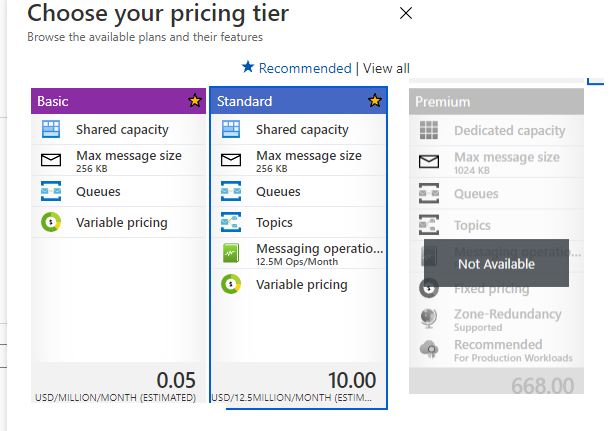 Choose your pricing tier
Browse the available plans and their features
Recommended | View all
Basic
Shared capacity
Max message size
256 KB
Queues
Variable pricing
0.05
USD/MILLION/MONTH (ESTIMATED)
Standard
Shared capacity
Max message size
256 KB
Queues
Topics
Messaging operatio...
12.5M Ops/Month
Variable pricing
10.00
USD/12.5MILLION/MONTH (ESTIM...
Premium
Dedicated capacity
Max message size
1024 KB
Queues
Topics
Messaging operatio...
Not Available
Fixed pricing
Zone-Redundancy
Supported
Recommended
For Production Workloads
668.00